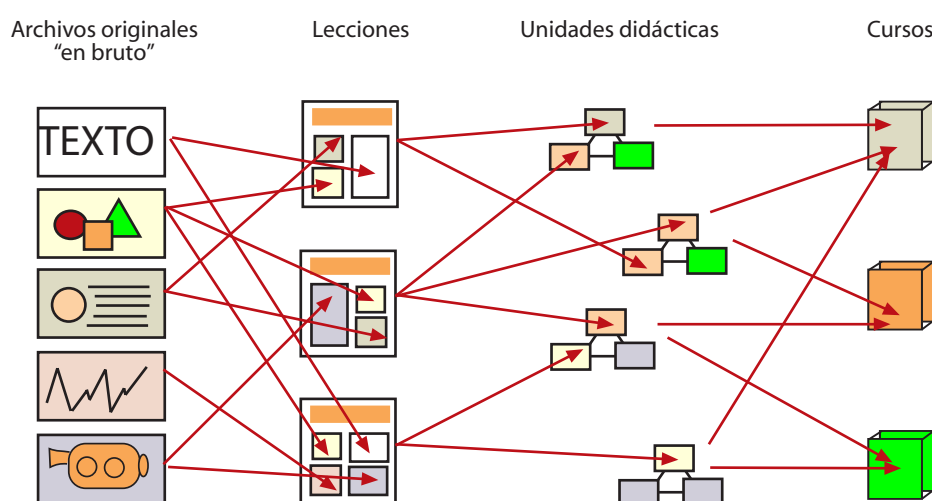 Archivos originales
“en bruto”
Lecciones
Unidades didácticas
Cursos
TEXTO